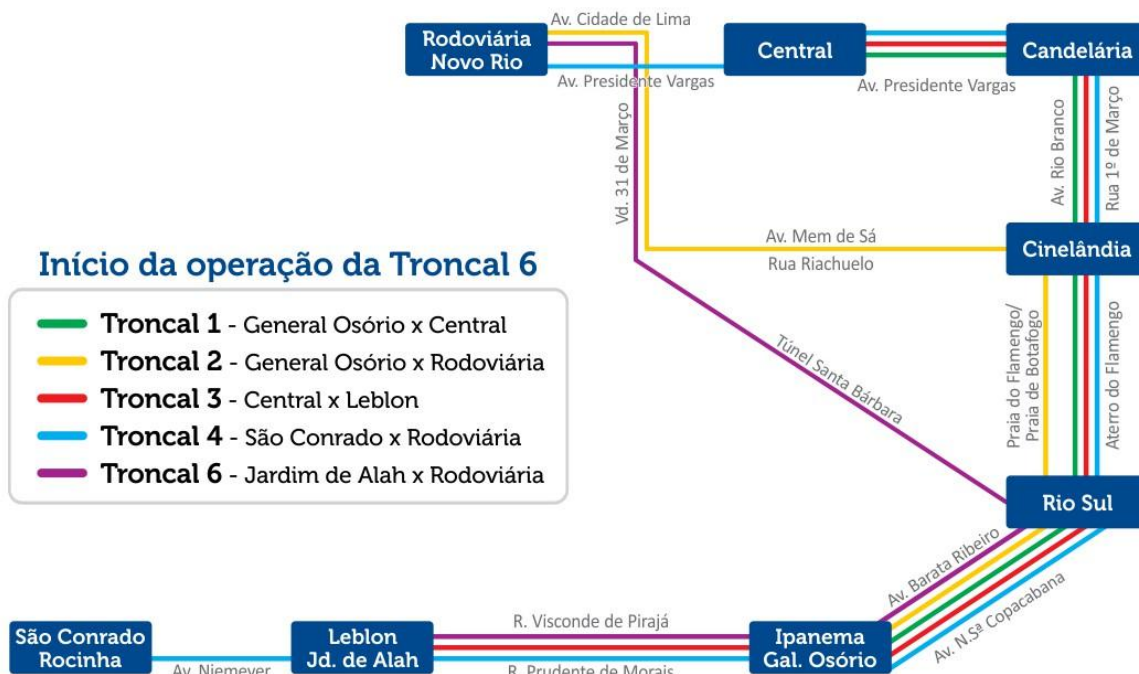 Av. Cidade de Lima
Rodoviária
Novo Rio
Central
Candelária
Av. Presidente Vargas
Av. Presidente Vargas
Vd. 31 de Março
Av. Rio Branco
Rua 1º de Março
Av. Mem de Sá
Rua Riachuelo
Cinelândia
Início da operação da Troncal 6
Troncal 1 - General Osório x Central
Troncal 2 - General Osório x Rodoviária
Troncal 3 - Central x Leblon
Troncal 4 - São Conrado x Rodoviária
Troncal 6 - Jardim de Alah x Rodoviária
Túnel Santa Bárbara
Praia do Flamengo/
Praia de Botafogo
Aterro do Flamengo
Rio Sul
Av. Barata Ribeiro
Av. N.Sª Copacabana
São Conrado
Rocinha
Av. Niemeyer
Leblon
Jd. de Alah
R. Visconde de Pirajá
R. Prudente de Morais
Ipanema
Gal. Osório